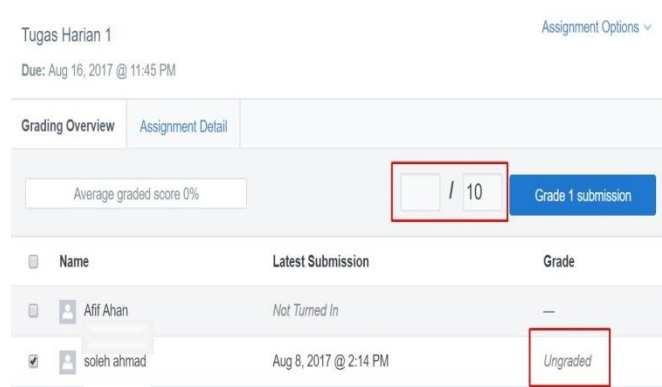 Tugas Harian 1
Assignment Options
Due: Aug 16, 2017 @ 11:45 PM
Grading Overview Assignment Detail
Average graded score 0% / 10 Grade 1 submission
Name Latest Submission Grade
Afif Ahan Not Turned In —
soleh ahmad Aug 8, 2017 @ 2:14 PM Ungraded